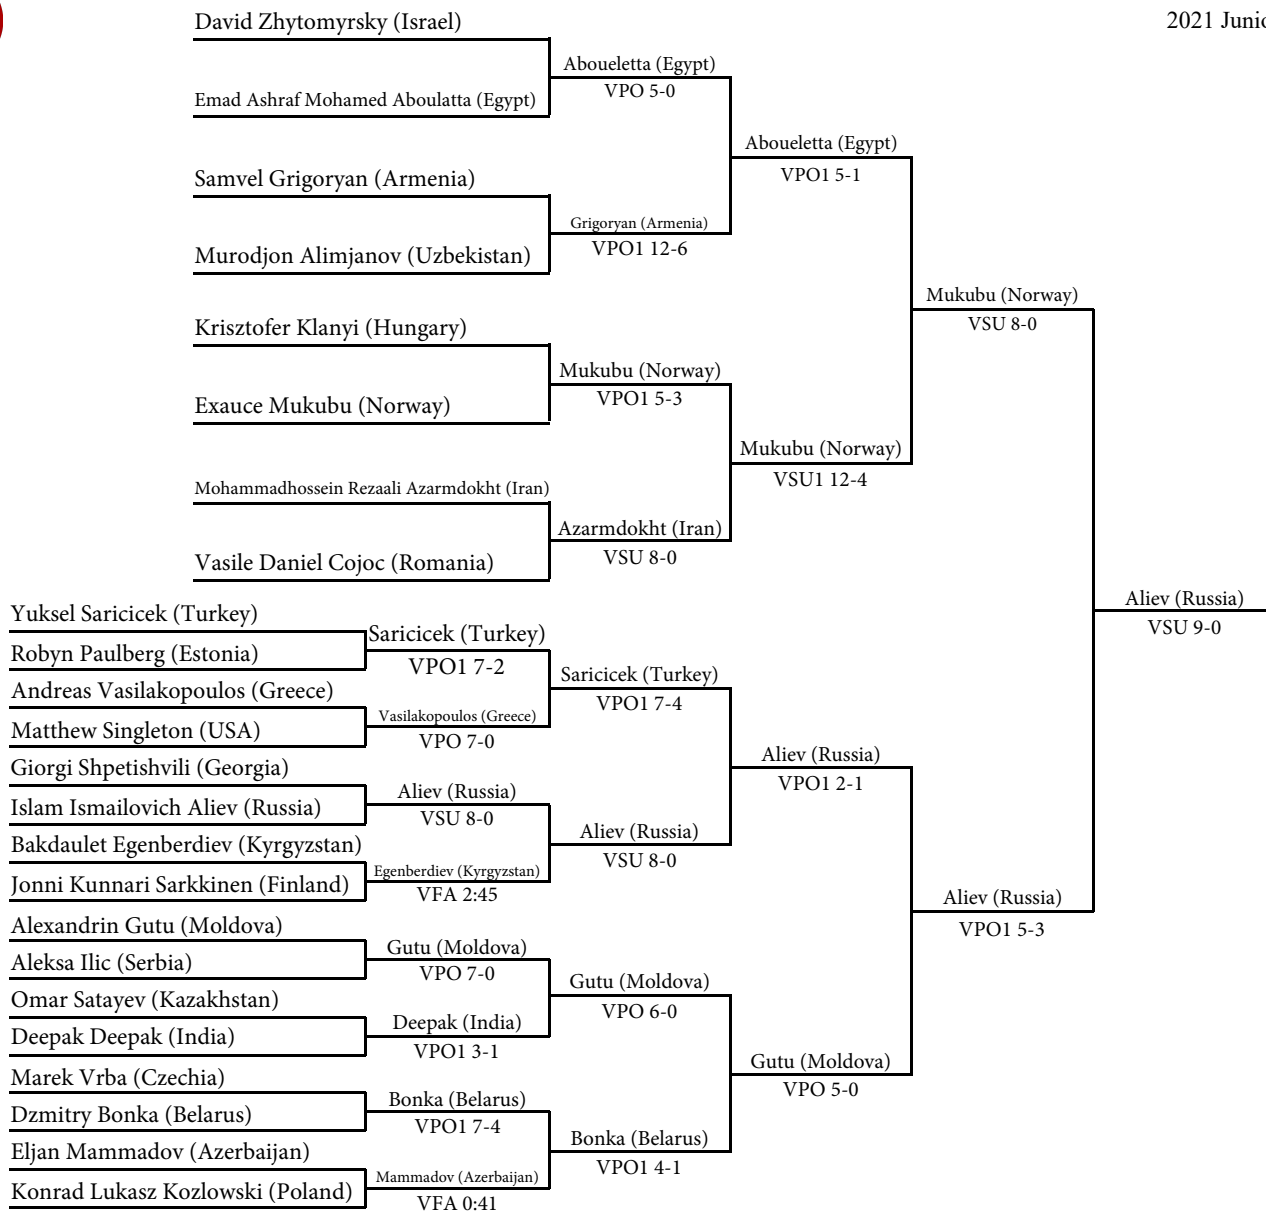 David Zhytomyrsky (Israel)
2021 Junio
Aboueletta (Egypt)
VPO 5-0
Emad Ashraf Mohamed Aboulatta (Egypt)
Aboueletta (Egypt)
VPO1 5-1
Samvel Grigoryan (Armenia)
Grigoryan (Armenia)
VPO1 12-6
Murodjon Alimjanov (Uzbekistan)
Mukubu (Norway)
VSU 8-0
Krisztofer Klanyi (Hungary)
Mukubu (Norway)
VPO1 5-3
Exauce Mukubu (Norway)
Mukubu (Norway)
VSU1 12-4
Mohammadhossein Rezaali Azarmdokht (Iran)
Azarmdokht (Iran)
VSU 8-0
Vasile Daniel Cojoc (Romania)
Aliev (Russia)
VSU 9-0
Yuksel Saricicek (Turkey)
Saricicek (Turkey)
VPO1 7-2
Robyn Paulberg (Estonia)
Saricicek (Turkey)
VPO1 7-4
Andreas Vasilakopoulos (Greece)
Vasilakopoulos (Greece)
VPO 7-0
Matthew Singleton (USA)
Aliev (Russia)
VPO1 2-1
Giorgi Shpetishvili (Georgia)
Aliev (Russia)
VSU 8-0
Islam Ismailovich Aliev (Russia)
Aliev (Russia)
VSU 8-0
Bakdaulet Egenberdiev (Kyrgyzstan)
Egenberdiev (Kyrgyzstan)
VFA 2:45
Jonni Kunnari Sarkkinen (Finland)
Aliev (Russia)
VPO1 5-3
Alexandrin Gutu (Moldova)
Gutu (Moldova)
VPO 7-0
Aleksa Ilic (Serbia)
Gutu (Moldova)
VPO 6-0
Omar Satayev (Kazakhstan)
Deepak (India)
VPO1 3-1
Deepak Deepak (India)
Gutu (Moldova)
VPO 5-0
Marek Vrba (Czechia)
Bonka (Belarus)
VPO1 7-4
Dzmitry Bonka (Belarus)
Bonka (Belarus)
VPO1 4-1
Eljan Mammadov (Azerbaijan)
Mammadov (Azerbaijan)
VFA 0:41
Konrad Lukasz Kozlowski (Poland)